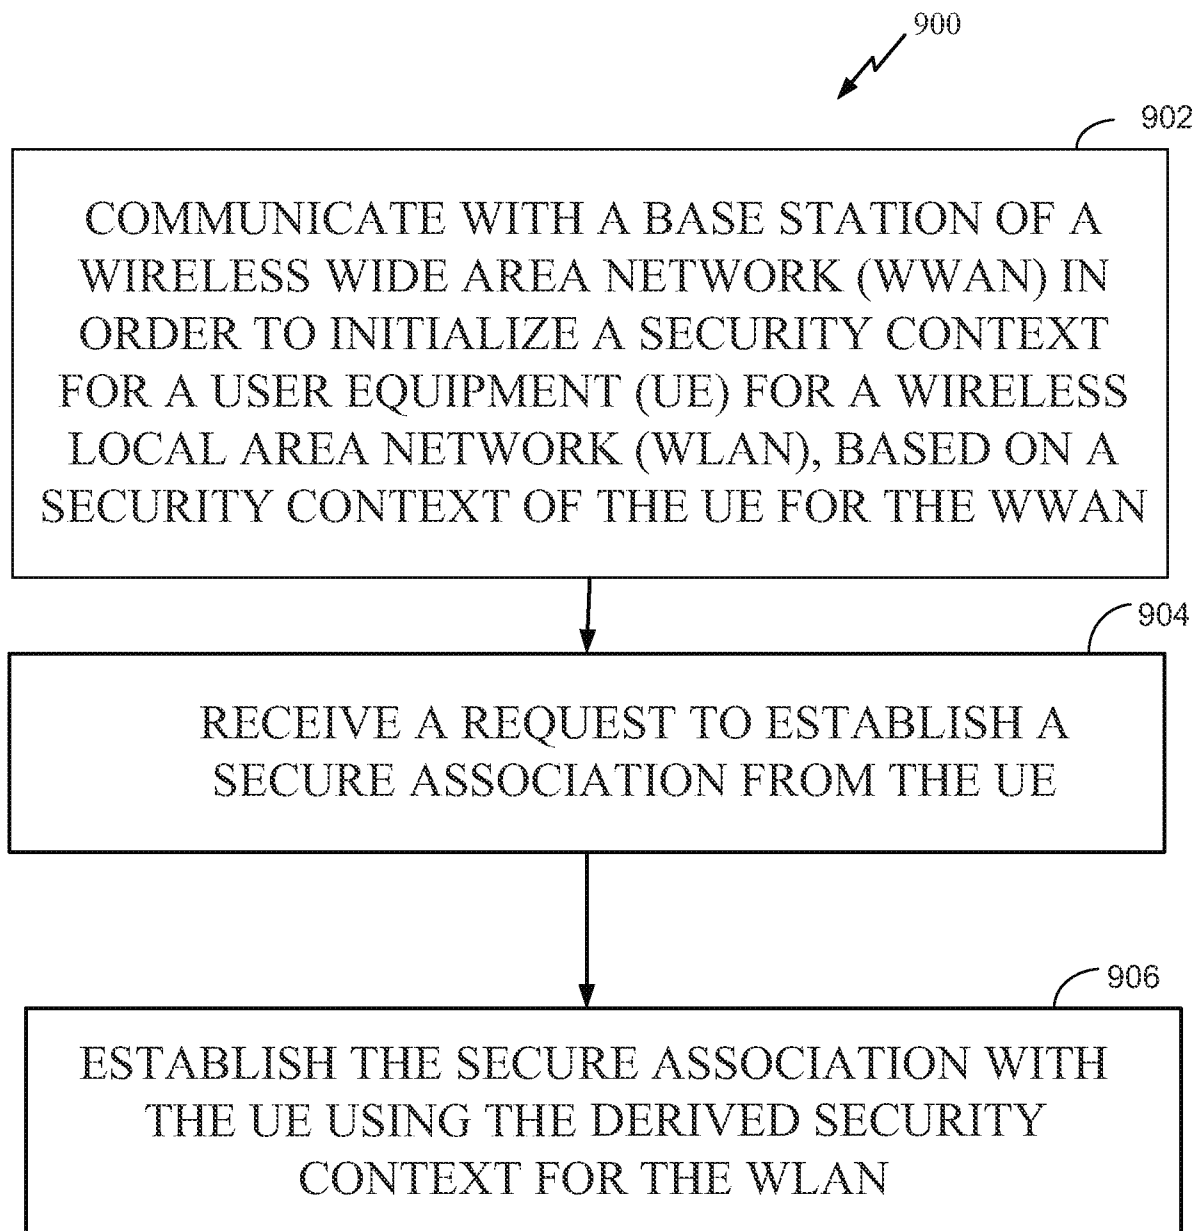 900
902
COMMUNICATE WITH A BASE STATION OF A
WIRELESS WIDE AREA NETWORK (WWAN) IN
ORDER TO INITIALIZE A SECURITY CONTEXT
FOR A USER EQUIPMENT (UE) FOR A WIRELESS
LOCAL AREA NETWORK (WLAN), BASED ON A
SECURITY CONTEXT OF THE UE FOR THE WWAN
904
RECEIVE A REQUEST TO ESTABLISH A
SECURE ASSOCIATION FROM THE UE
906
ESTABLISH THE SECURE ASSOCIATION WITH
THE UE USING THE DERIVED SECURITY
CONTEXT FOR THE WLAN